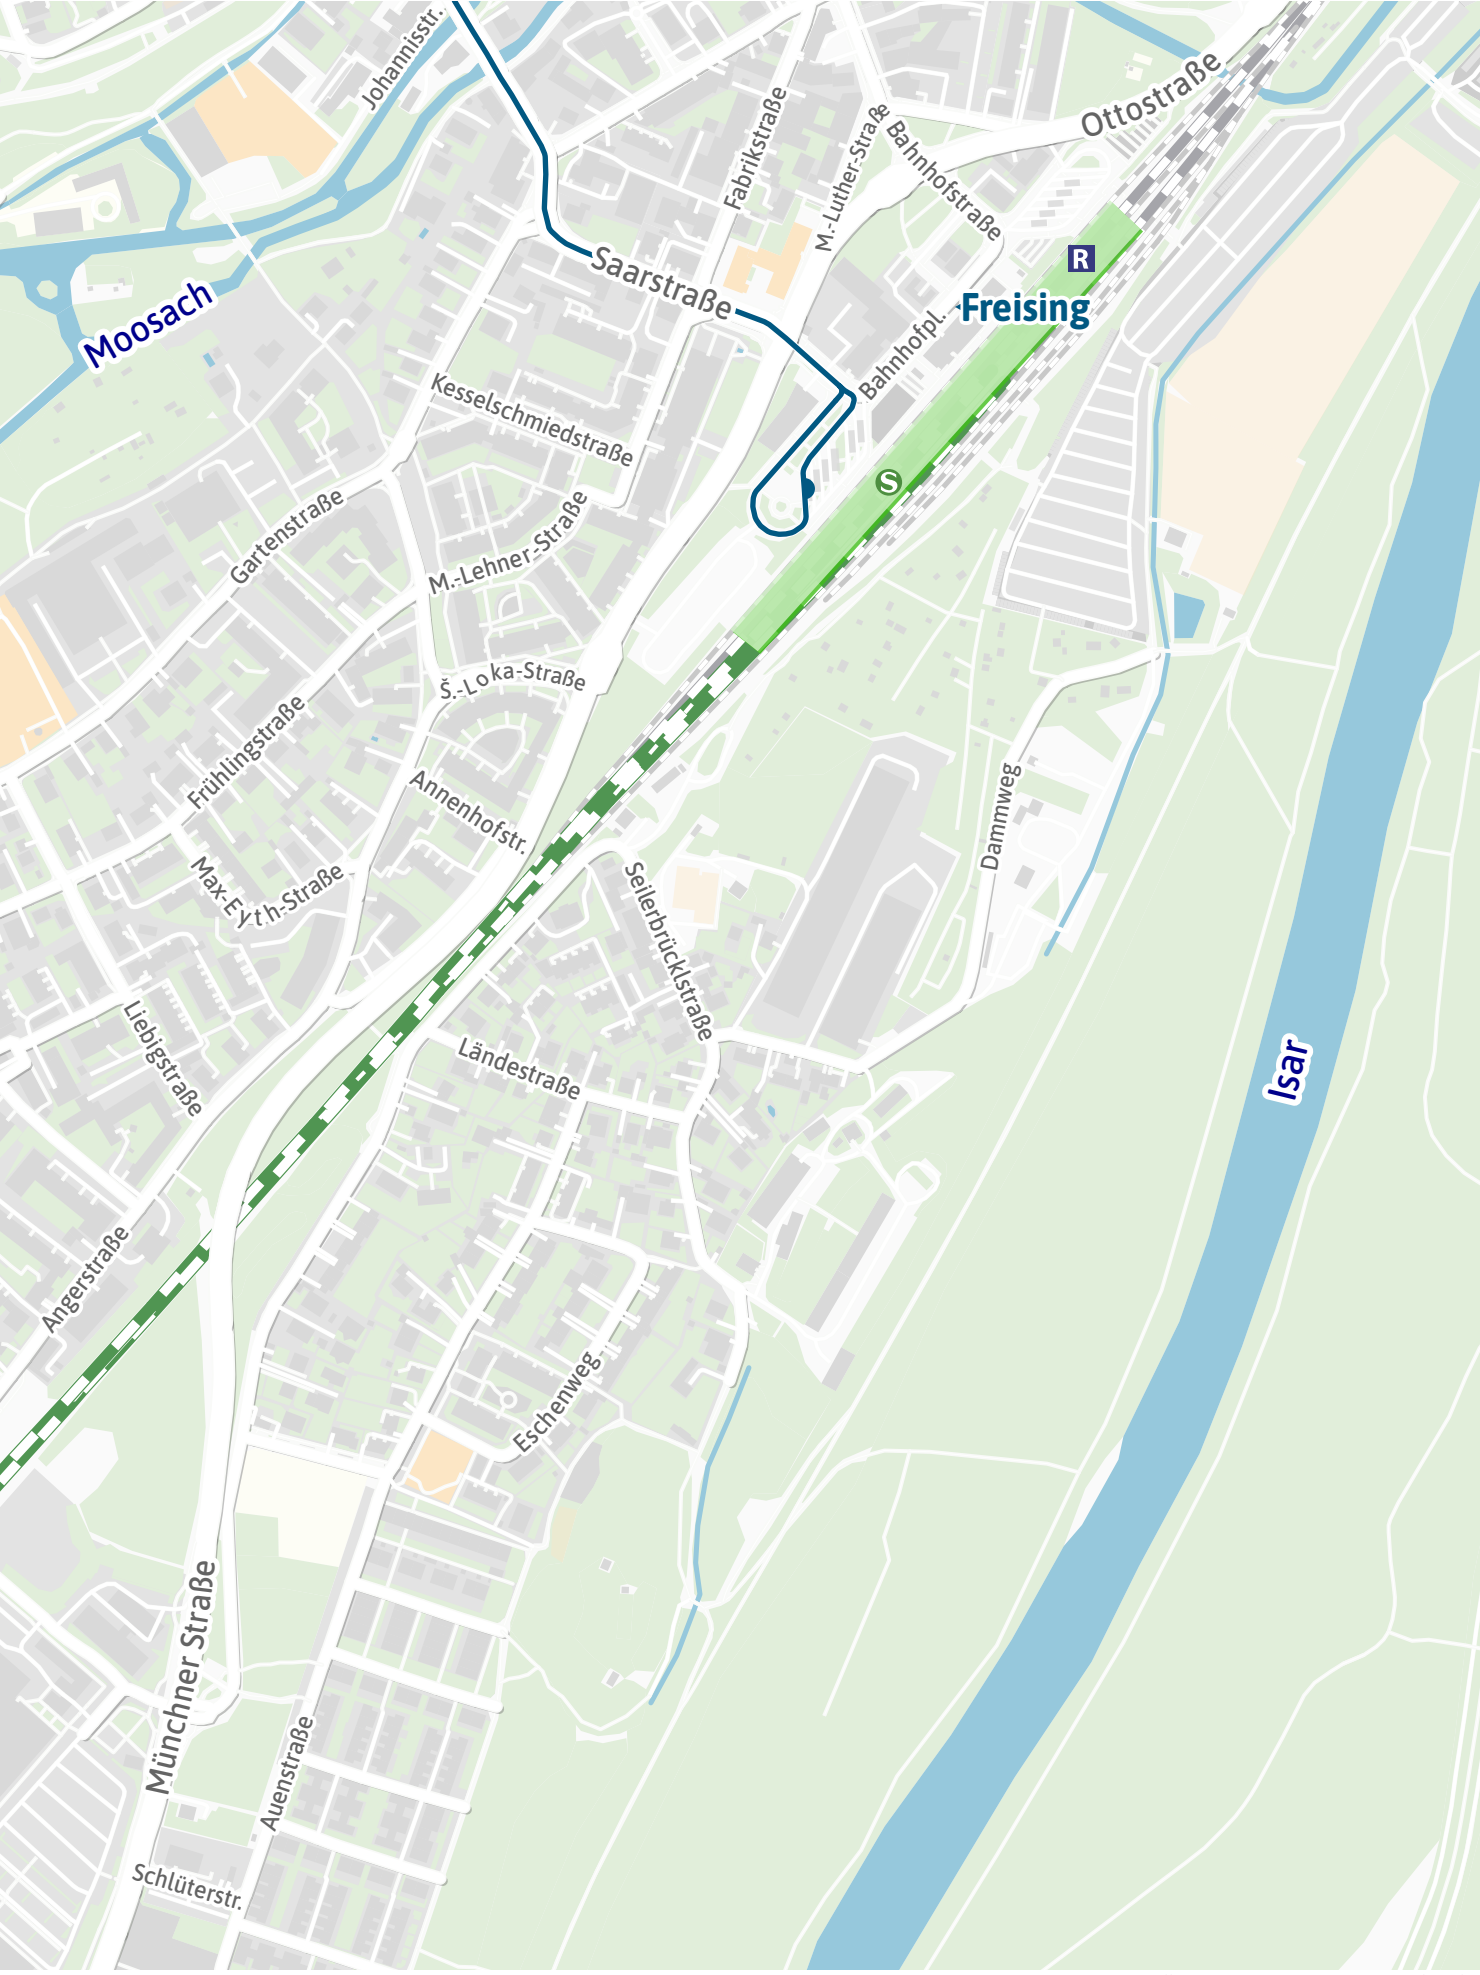 Johannisstr.
Ottostraße
Fabrikstraße
M.-Luther-Straße
Bahnhofstraße
R
Saarstraße
Moosach
Freising
Bahnhofpl.
Kesselschmiedstraße
S
Gartenstraße
M.-Lehner-Straße
Š.-Loka-Straße
Frühlingstraße
Annenhofstr.
Dammweg
Max-Eyth-Straße
Seilerbrücklstraße
Liebigstraße
Ländestraße
Isar
Angerstraße
Eschenweg
Münchner Straße
Auenstraße
Schlüterstr.